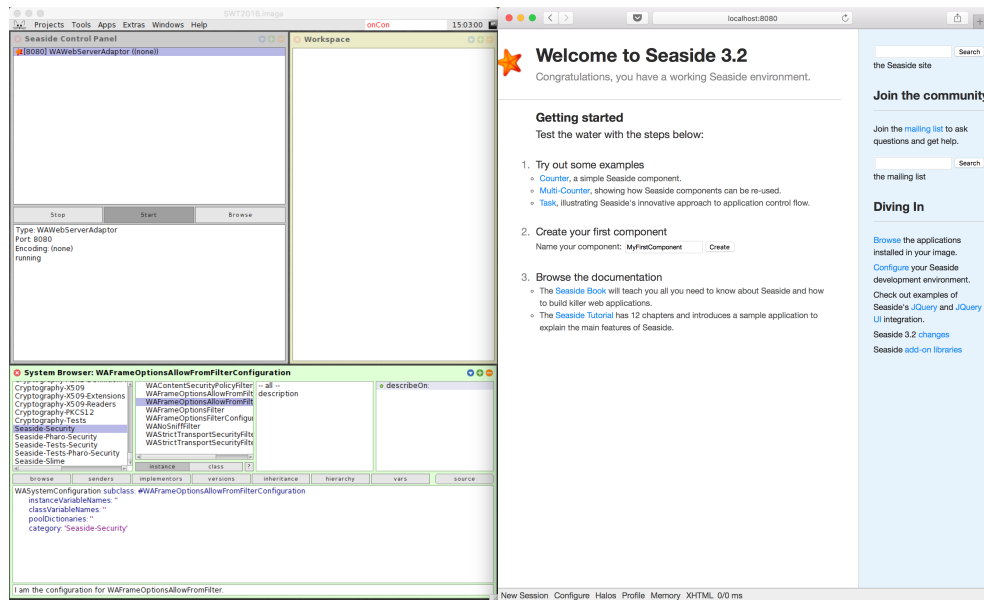 SWT2016.image
Projects Tools Apps Extras Windows Help
onCon
15:03:00
Seaside Control Panel
[8080] WAWebServerAdaptor ((none))
Stop Start Browse
Type: WAWebServerAdaptor
Port: 8080
Encoding: (none)
running
Workspace
System Browser: WAFrameOptionsAllowFromFilterConfiguration
Cryptography-X509
Cryptography-X509-Extensions
Cryptography-X509-Readers
Cryptography-PKCS12
Cryptography-Tests
Seaside-Security
Seaside-Pharo-Security
Seaside-Tests-Security
Seaside-Tests-Pharo-Security
Seaside-Slime
WAContentSecurityPolicyFilter
WAFrameOptionsAllowFromFilt
WAFrameOptionsAllowFromFilt
WAFrameOptionsFilter
WAFrameOptionsFilterConfigu
WANoSniffFilter
WAStrictTransportSecurityFilte
WAStrictTransportSecurityFilte
instance class ?
-- all --
description
describeOn:
browse senders implementors versions inheritance hierarchy vars source
WASystemConfiguration subclass: #WAFrameOptionsAllowFromFilterConfiguration
instanceVariableNames: ''
classVariableNames: ''
poolDictionaries: ''
category: 'Seaside-Security'
I am the configuration for WAFrameOptionsAllowFromFilter.
localhost:8080
Welcome to Seaside 3.2
Congratulations, you have a working Seaside environment.
Getting started
Test the water with the steps below:
1. Try out some examples
Counter, a simple Seaside component.
Multi-Counter, showing how Seaside components can be re-used.
Task, illustrating Seaside's innovative approach to application control flow.
2. Create your first component
Name your component: MyFirstComponent Create
3. Browse the documentation
The Seaside Book will teach you all you need to know about Seaside and how
to build killer web applications.
The Seaside Tutorial has 12 chapters and introduces a sample application to
explain the main features of Seaside.
Search
the Seaside site
Join the community
Join the mailing list to ask
questions and get help.
Search
the mailing list
Diving In
Browse the applications
installed in your image.
Configure your Seaside
development environment.
Check out examples of
Seaside's JQuery and JQuery
UI integration.
Seaside 3.2 changes
Seaside add-on libraries
New Session Configure Halos Profile Memory XHTML 0/0 ms